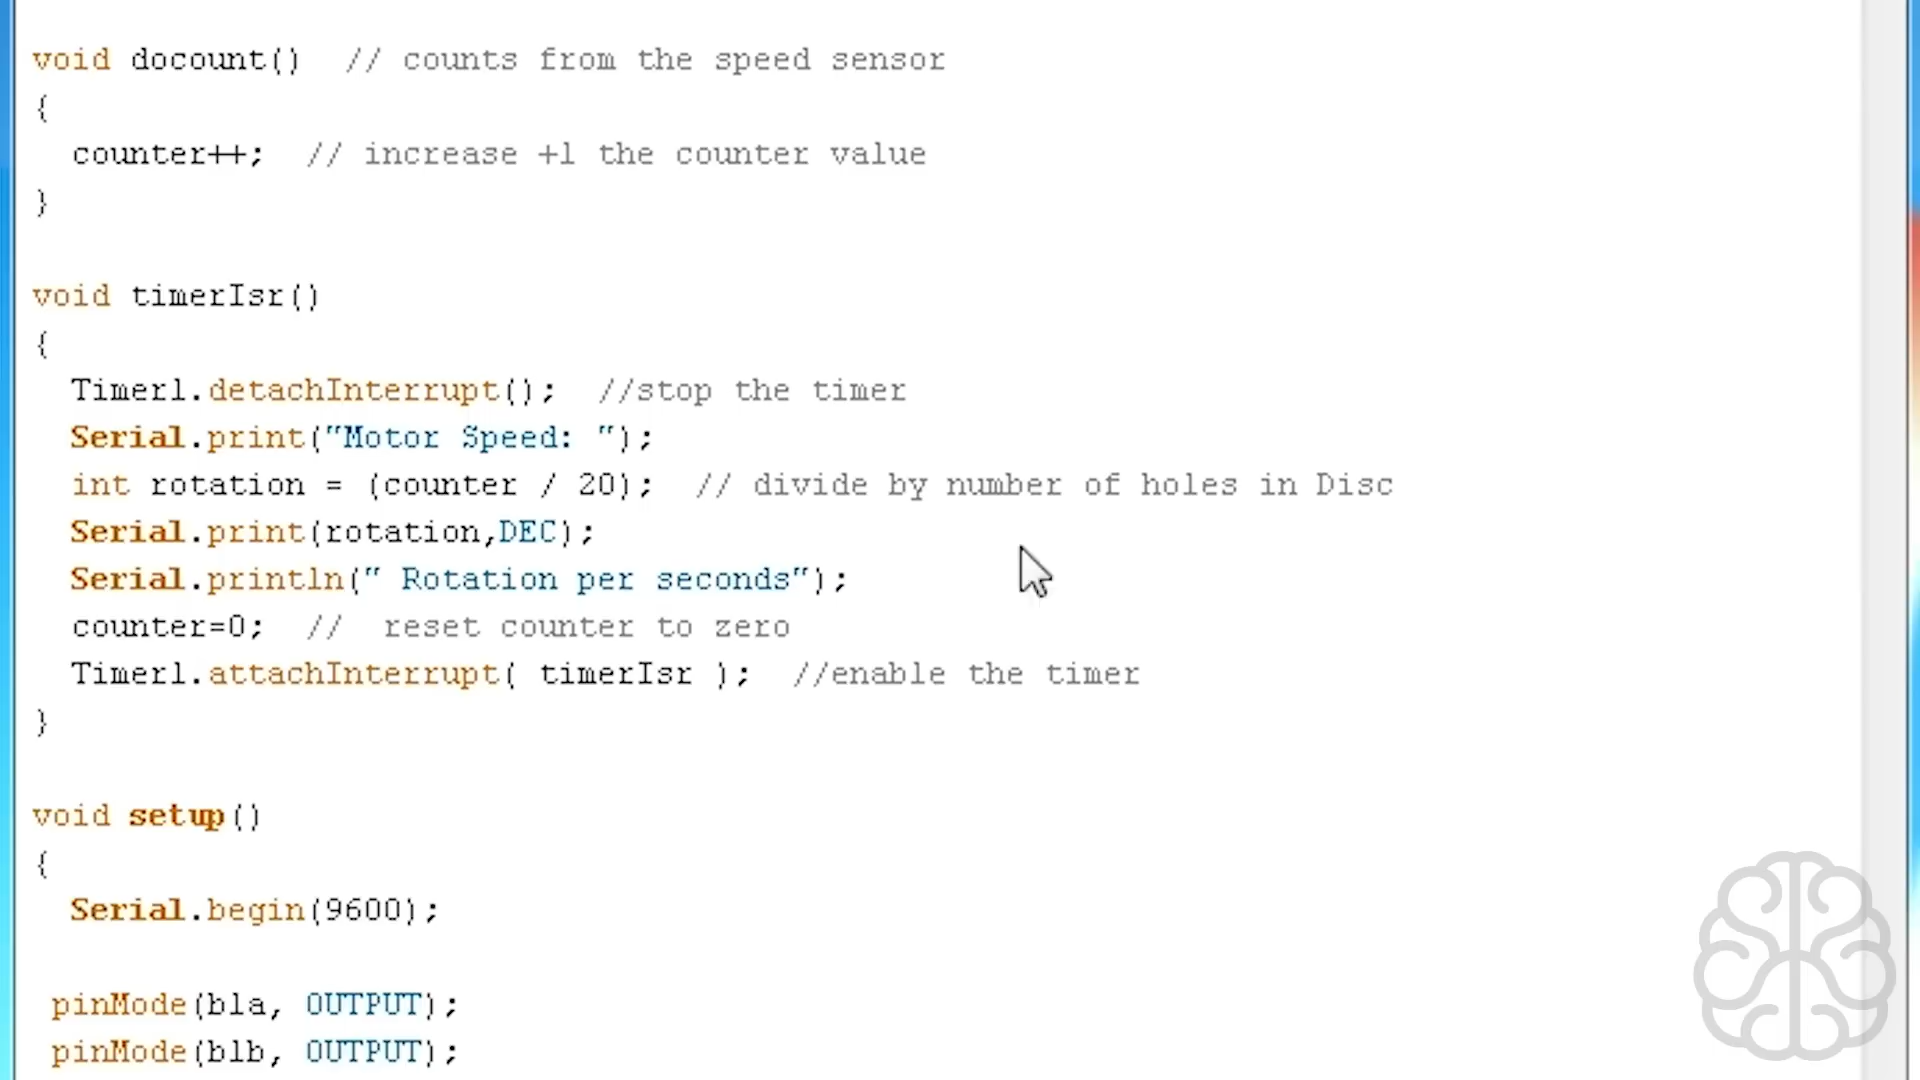 void docount()  // counts from the speed sensor
{
  counter++;  // increase +1 the counter value
}
void timerIsr()
{
  Timer1.detachInterrupt();  //stop the timer
  Serial.print("Motor Speed: ");
  int rotation = (counter / 20);  // divide by number of holes in Disc
  Serial.print(rotation,DEC);
  Serial.println(" Rotation per seconds");
  counter=0;  //  reset counter to zero
  Timer1.attachInterrupt( timerIsr );  //enable the timer
}
void setup()
{
  Serial.begin(9600);
 pinMode(b1a, OUTPUT);
 pinMode(b1b, OUTPUT);